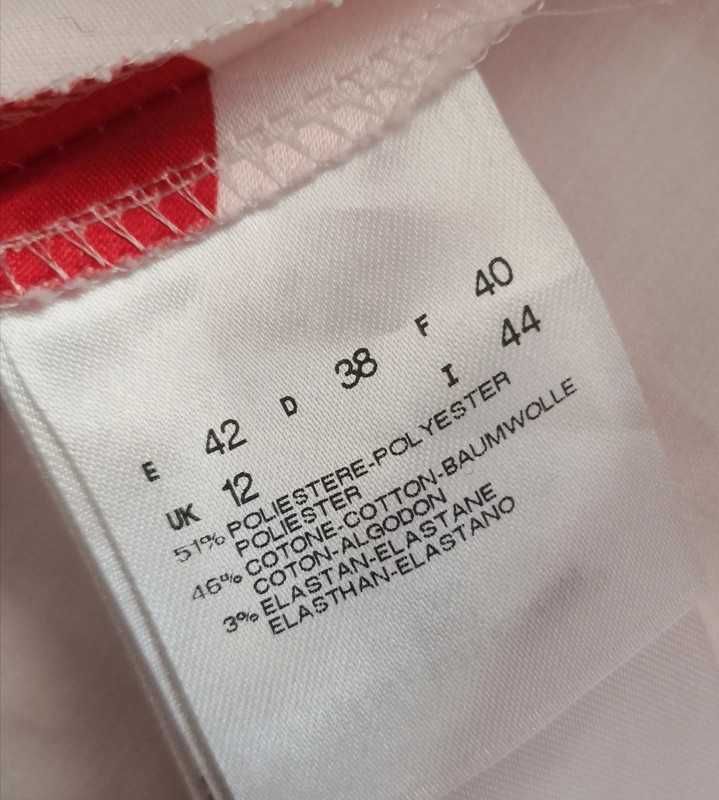 E 42 D 38 F 40
UK 12 I 44
51% POLIESTERE-POLYESTER
POLIESTER
46% COTONE-COTTON-BAUMWOLLE
COTON-ALGODON
3% ELASTAN-ELASTANE
ELASTHAN-ELASTANO